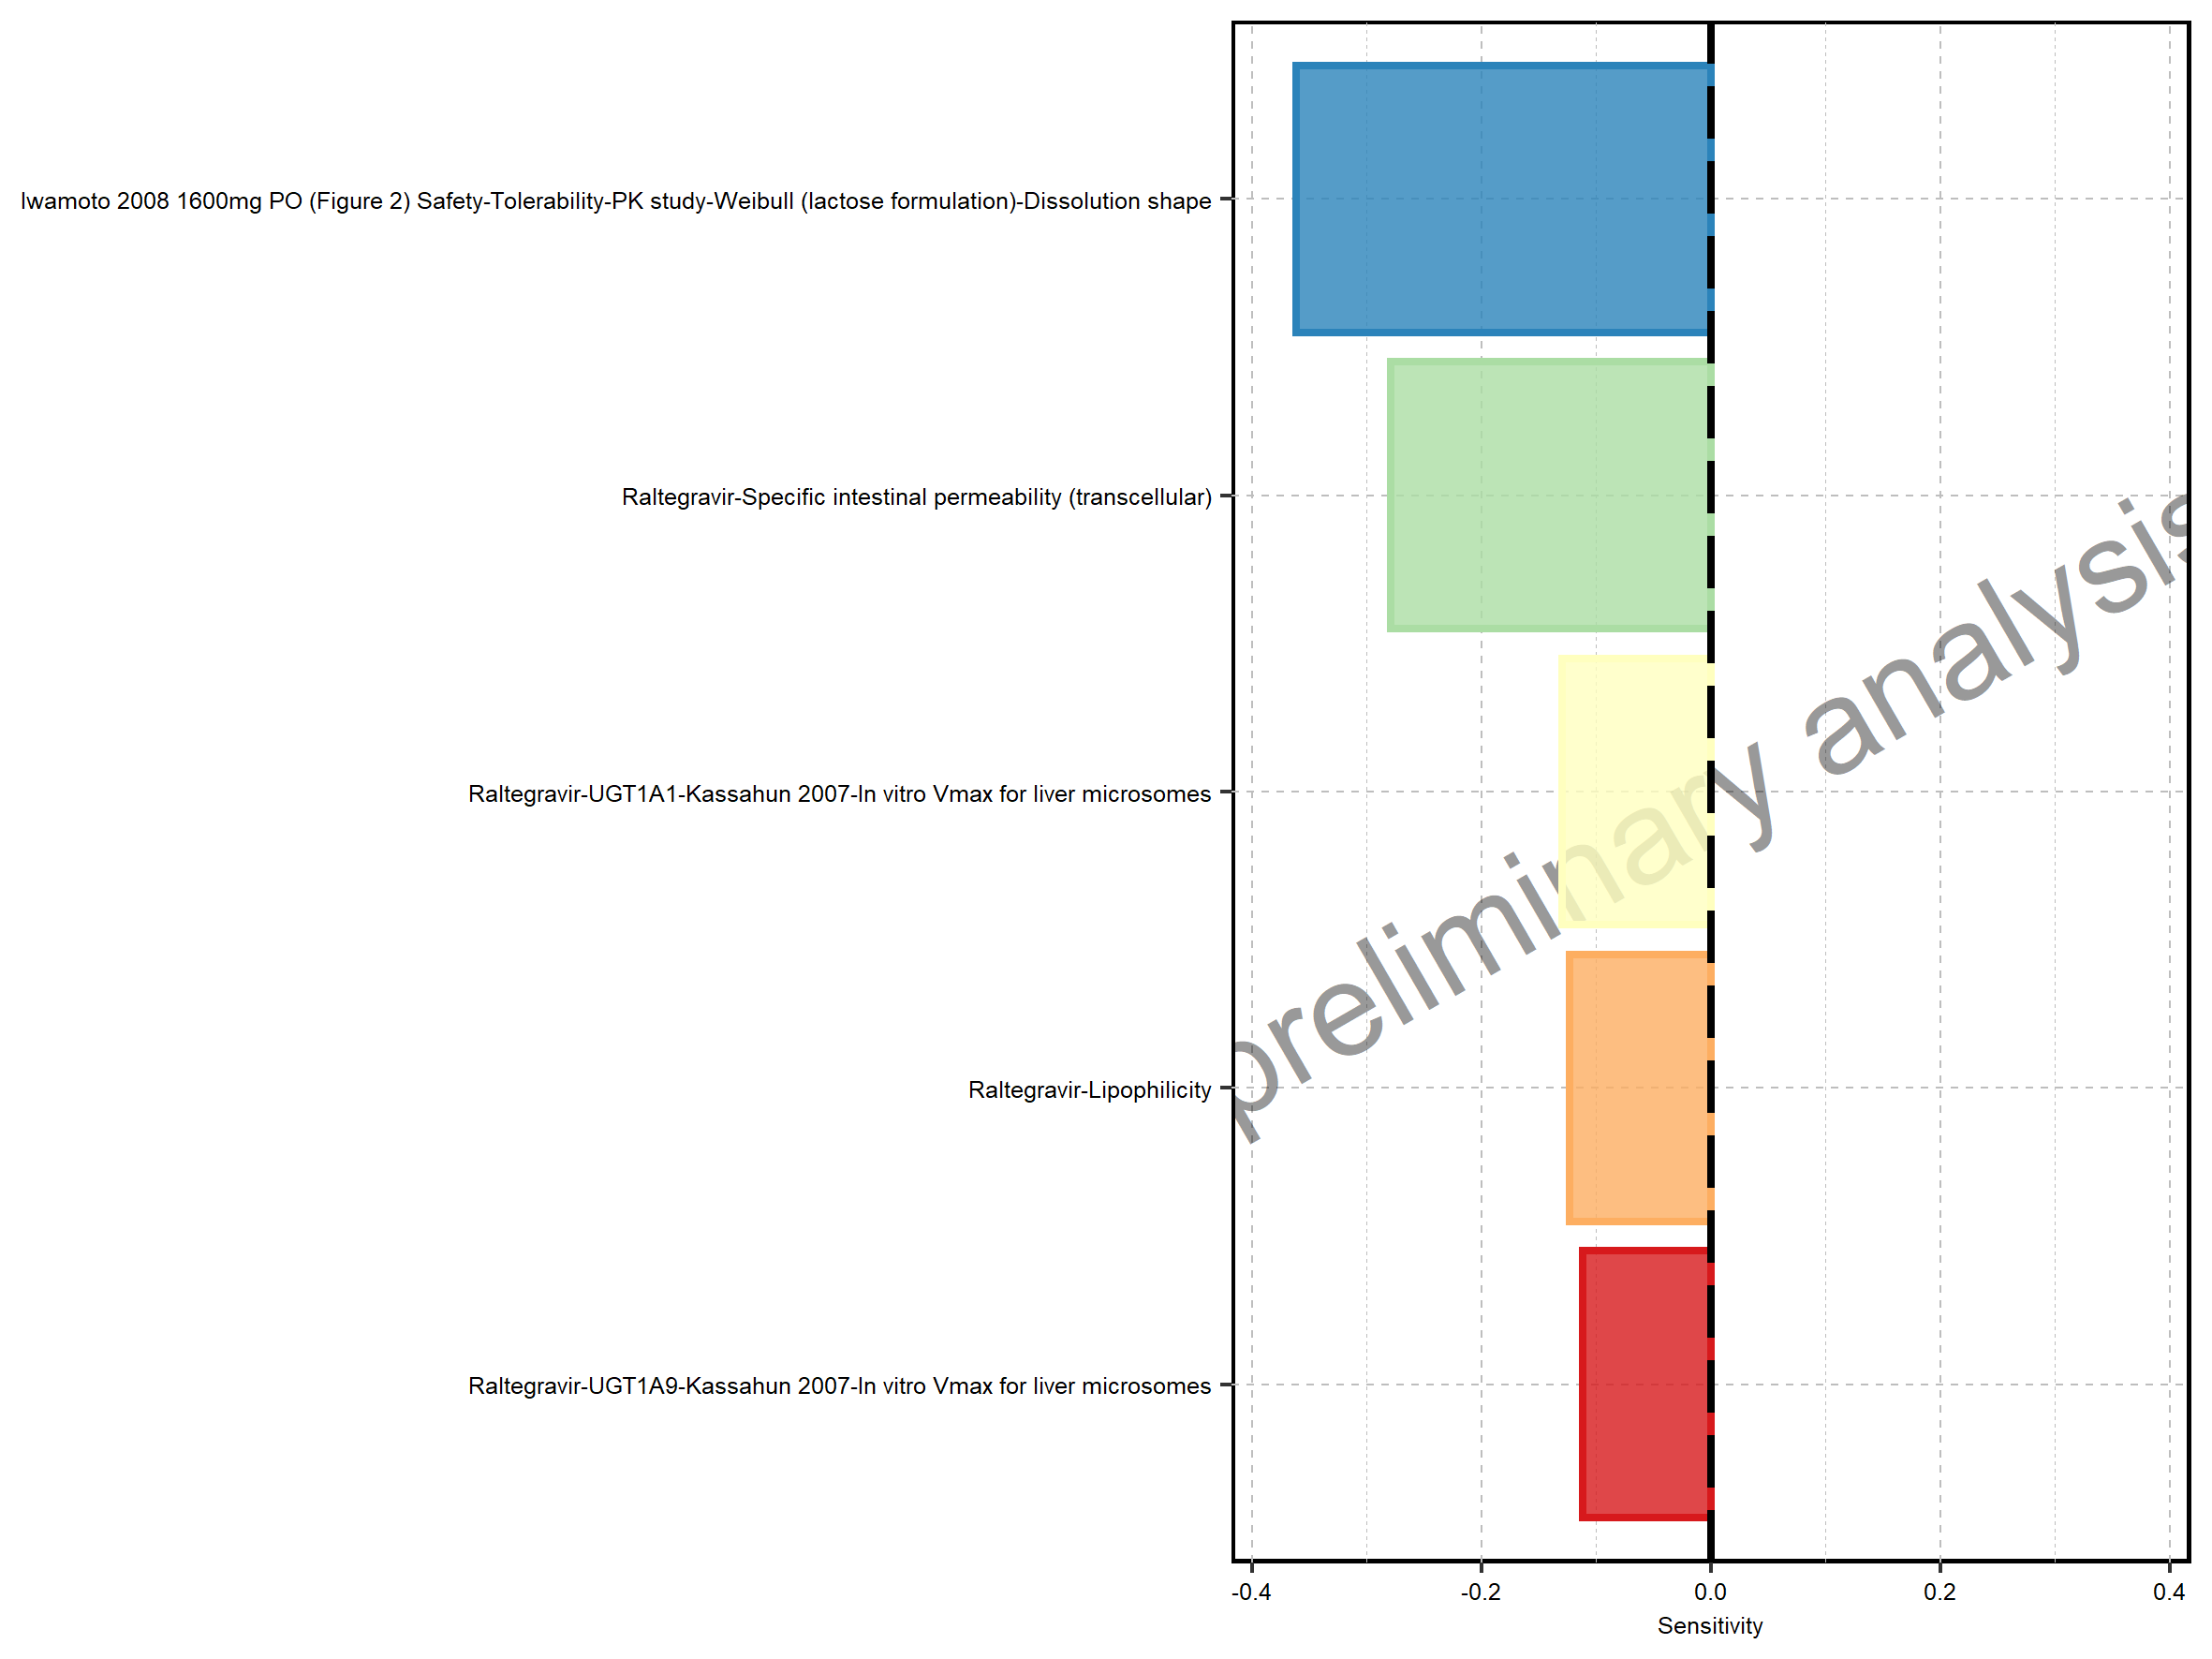 Iwamoto 2008 1600mg PO (Figure 2) Safety-Tolerability-PK study-Weibull (lactose formulation)-Dissolution shape
Raltegravir-Specific intestinal permeability (transcellular)
Raltegravir-UGT1A1-Kassahun 2007-In vitro Vmax for liver microsomes
preliminary analysis
Raltegravir-Lipophilicity
Raltegravir-UGT1A9-Kassahun 2007-In vitro Vmax for liver microsomes
-0.4 -0.2 0.0 0.2 0.4
Sensitivity